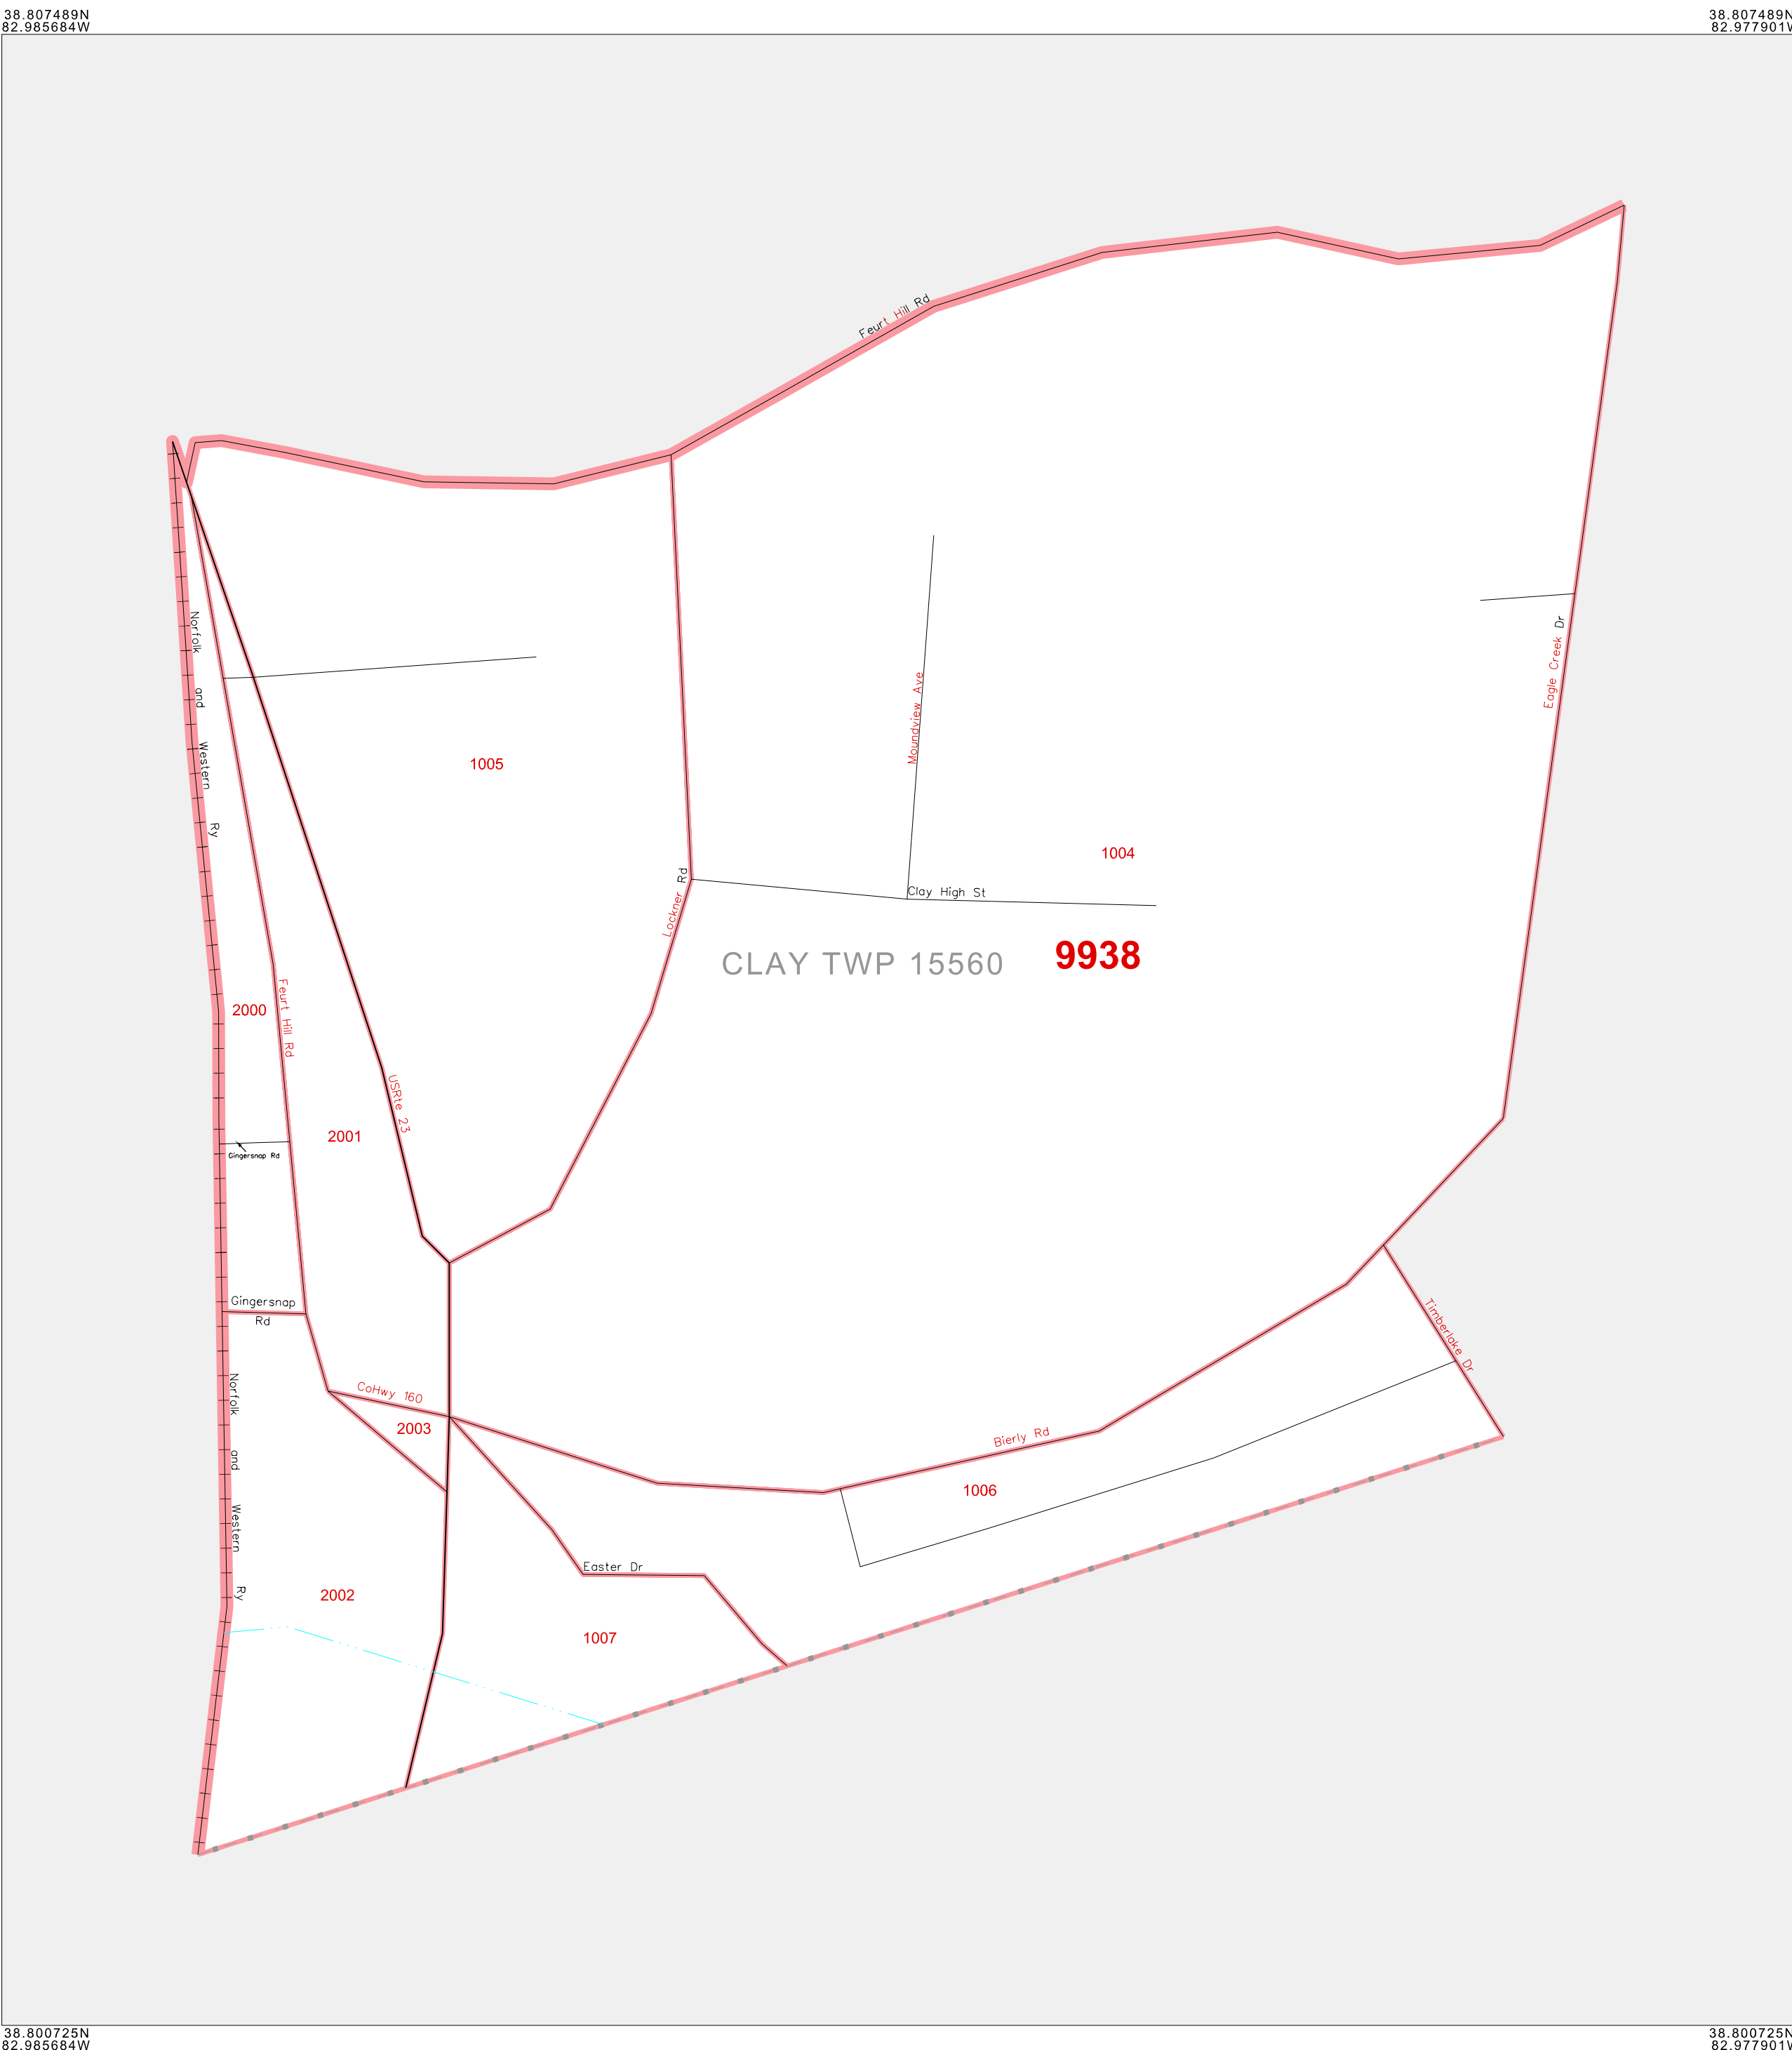 38.807489N
82.985684W
38.807489N
82.977901W
Feurt Hill Rd
Norfolk and Western Ry
Eagle Creek Dr
Moundview Ave
1005
1004
Lockner Rd
Clay High St
CLAY TWP 15560
9938
2000
Feurt Hill Rd
USRte 23
2001
Gingersnap Rd
Gingersnap
Rd
Timberlake Dr
Norfolk and Western Ry
CoHwy 160
2003
Bierly Rd
1006
Easter Dr
2002
1007
38.800725N
82.985684W
38.800725N
82.977901W